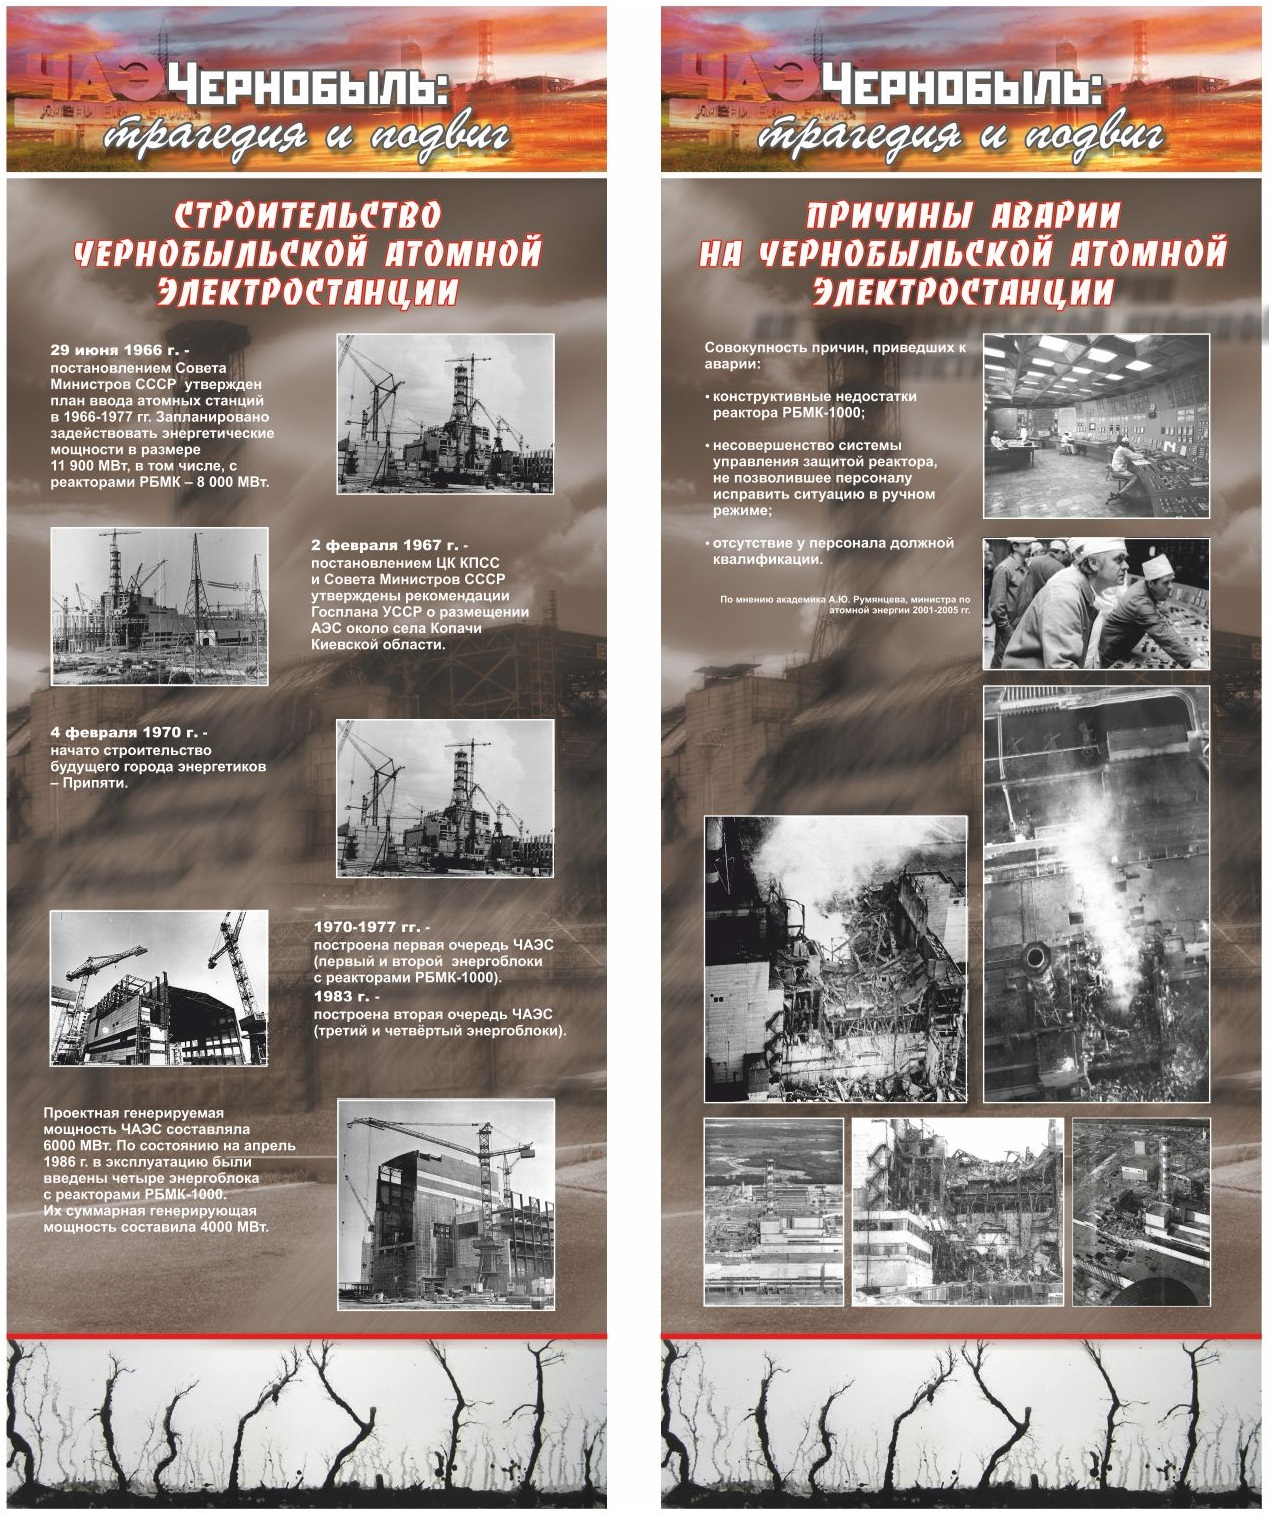 ЧАЭ
ЧЕРНОБЫЛЬ:
трагедия и подвиг
СТРОИТЕЛЬСТВО
ЧЕРНОБЫЛЬСКОЙ АТОМНОЙ
ЭЛЕКТРОСТАНЦИИ
29 июня 1966 г. -
постановлением Совета
Министров СССР утвержден
план ввода атомных станций
в 1966-1977 гг. Запланировано
задействовать энергетические
мощности в размере
11 900 МВт, в том числе, с
реакторами РБМК – 8 000 МВт.
2 февраля 1967 г. -
постановлением ЦК КПСС
и Совета Министров СССР
утверждены рекомендации
Госплана УССР о размещении
АЭС около села Копачи
Киевской области.
4 февраля 1970 г. -
начато строительство
будущего города энергетиков
– Припяти.
1970-1977 гг. -
построена первая очередь ЧАЭС
(первый и второй энергоблоки
с реакторами РБМК-1000).
1983 г. -
построена вторая очередь ЧАЭС
(третий и четвёртый энергоблоки).
Проектная генерируемая
мощность ЧАЭС составляла
6000 МВт. По состоянию на апрель
1986 г. в эксплуатацию были
введены четыре энергоблока
с реакторами РБМК-1000.
Их суммарная генерирующая
мощность составила 4000 МВт.
ЧАЭ
ЧЕРНОБЫЛЬ:
трагедия и подвиг
ПРИЧИНЫ АВАРИИ
НА ЧЕРНОБЫЛЬСКОЙ АТОМНОЙ
ЭЛЕКТРОСТАНЦИИ
Совокупность причин, приведших к
аварии:
• конструктивные недостатки
реактора РБМК-1000;
• несовершенство системы
управления защитой реактора,
не позволившее персоналу
исправить ситуацию в ручном
режиме;
• отсутствие у персонала должной
квалификации.
По мнению академика А.Ю. Румянцева, министра по
атомной энергии 2001-2005 гг.